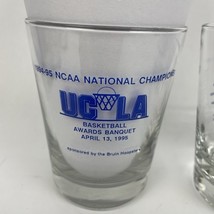 1994-95 NCAA NATIONAL CHAMPIONS
UCLA
BASKETBALL
AWARDS BANQUET
APRIL 13, 1995
sponsored by the Bruin Hoopsters